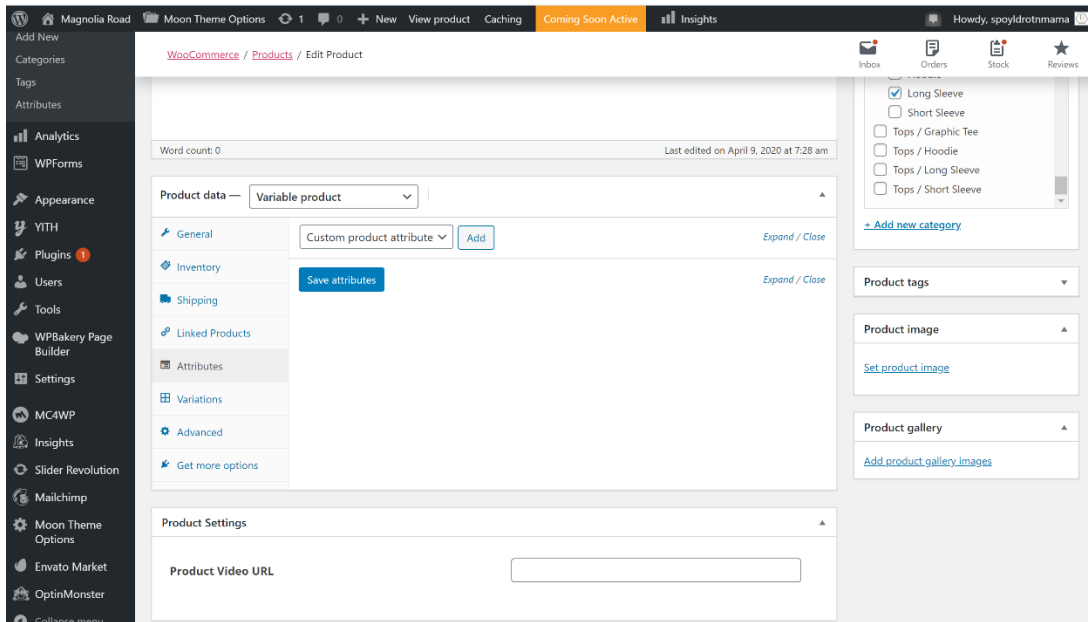 Magnolia Road Moon Theme Options 1 0 New View product Caching Coming Soon Active Insights Howdy, spoyldrotnmama
Add New
Categories
Tags
Attributes
Analytics
WPForms
Appearance
YITH
Plugins 1
Users
Tools
WPBakery Page
Builder
Settings
MC4WP
Insights
Slider Revolution
Mailchimp
Moon Theme
Options
Envato Market
OptinMonster
Collapse menu
WooCommerce / Products / Edit Product
Inbox Orders Stock Reviews
Word count: 0 Last edited on April 9, 2020 at 7:28 am
Product data — Variable product
General
Inventory
Shipping
Linked Products
Attributes
Variations
Advanced
Get more options
Custom product attribute Add Expand / Close
Save attributes Expand / Close
Product Settings
Product Video URL
Hoodie
Long Sleeve
Short Sleeve
Tops / Graphic Tee
Tops / Hoodie
Tops / Long Sleeve
Tops / Short Sleeve
+ Add new category
Product tags
Product image
Set product image
Product gallery
Add product gallery images